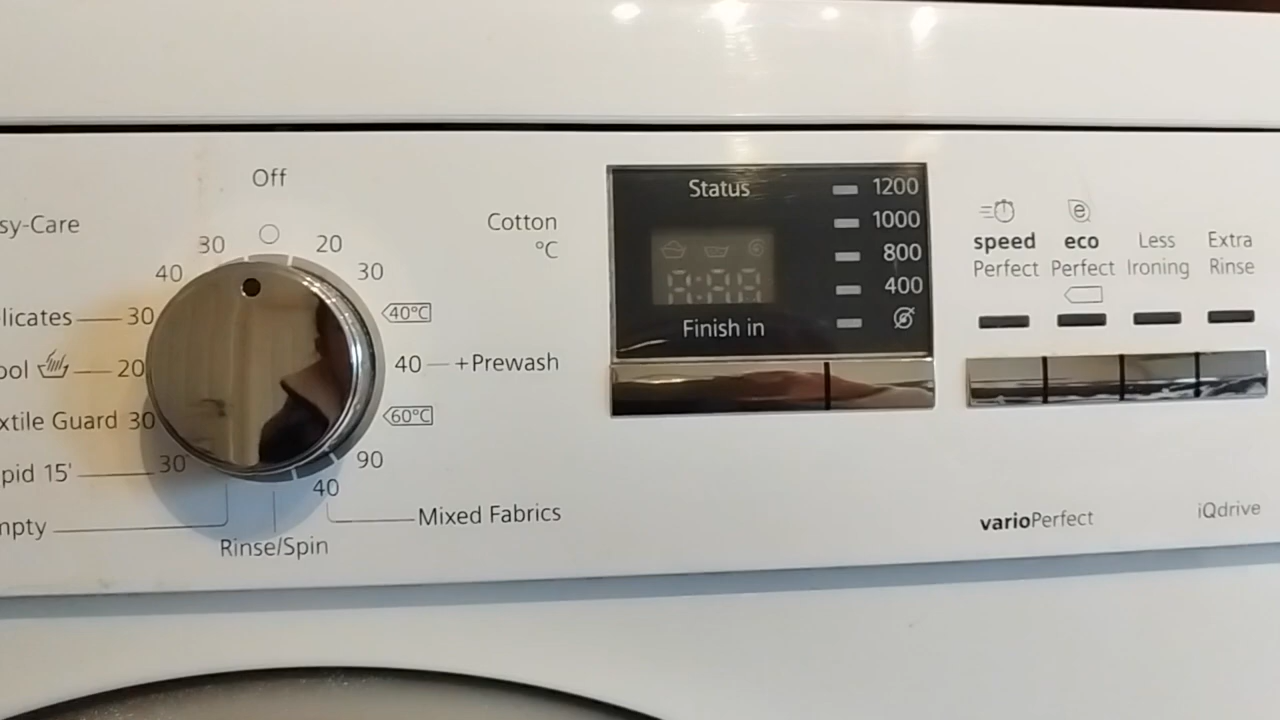 Off
sy-Care
30
20
Cotton
°C
40
30
licates
30
40°C
ool
20
40
+Prewash
xtile Guard
30
60°C
pid 15'
30
90
40
mpty
Mixed Fabrics
Rinse/Spin
Status
1200
1000
800
400
Finish in
speed
Perfect
e
eco
Perfect
Less
Ironing
Extra
Rinse
varioPerfect
iQdrive